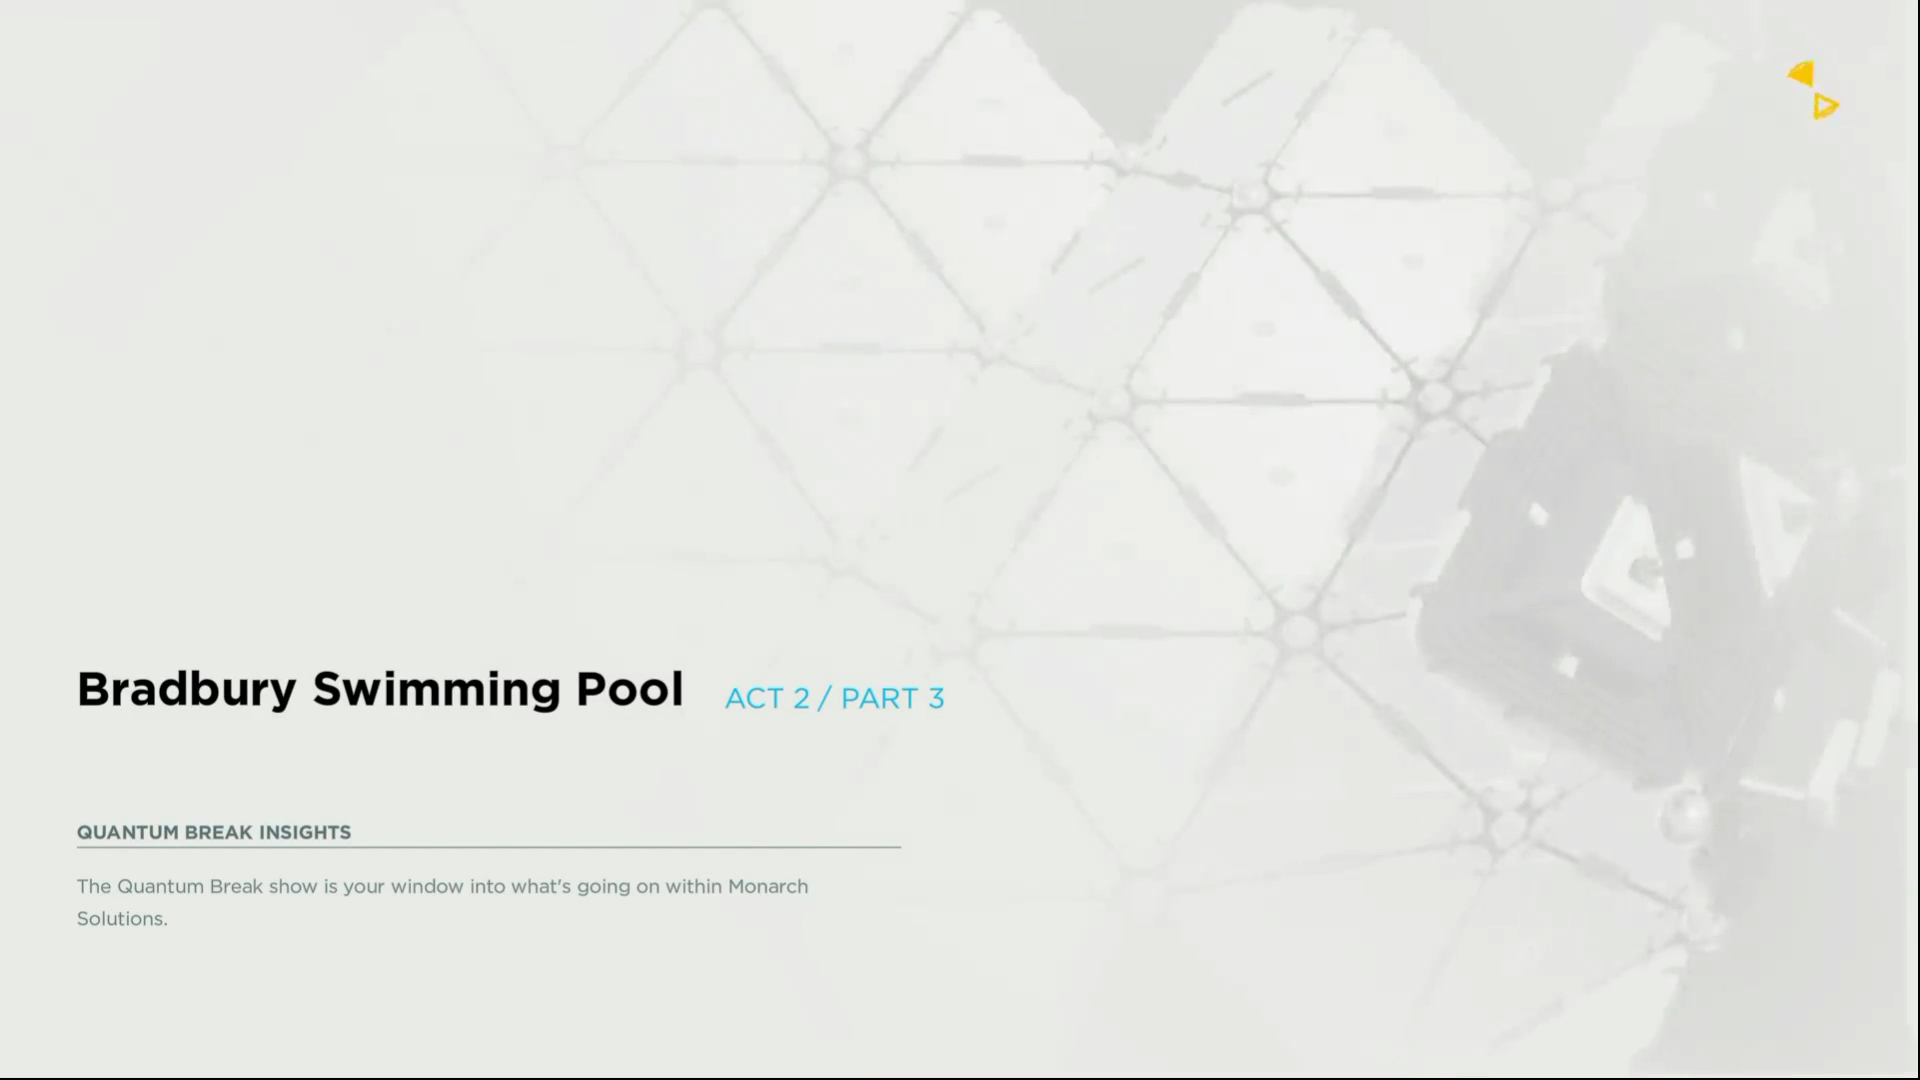 Bradbury Swimming Pool ACT 2 / PART 3
QUANTUM BREAK INSIGHTS
The Quantum Break show is your window into what's going on within Monarch
Solutions.